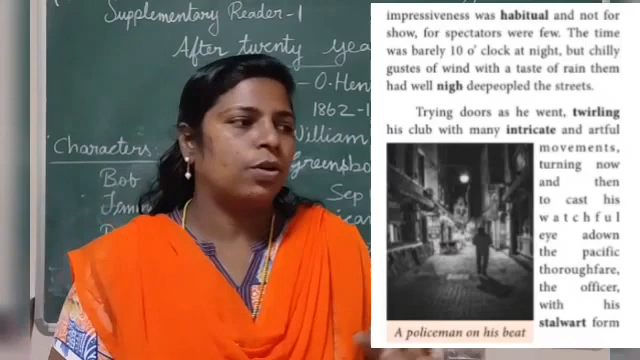 Supplementary Reader-1
After twenty yea
- O. Hen
1862-1
William
Greensbo
Sep
Characters:
Bob
impressiveness was habitual and not for
show, for spectators were few. The time
was barely 10 o' clock at night, but chilly
gustes of wind with a taste of rain them
had well nigh deepeopled the streets.
Trying doors as he went, twirling
his club with many intricate and artful
movements,
turning now
and then
to cast his
watchful
eye adown
the pacific
thoroughfare,
the officer,
with his
stalwart form
A policeman on his beat